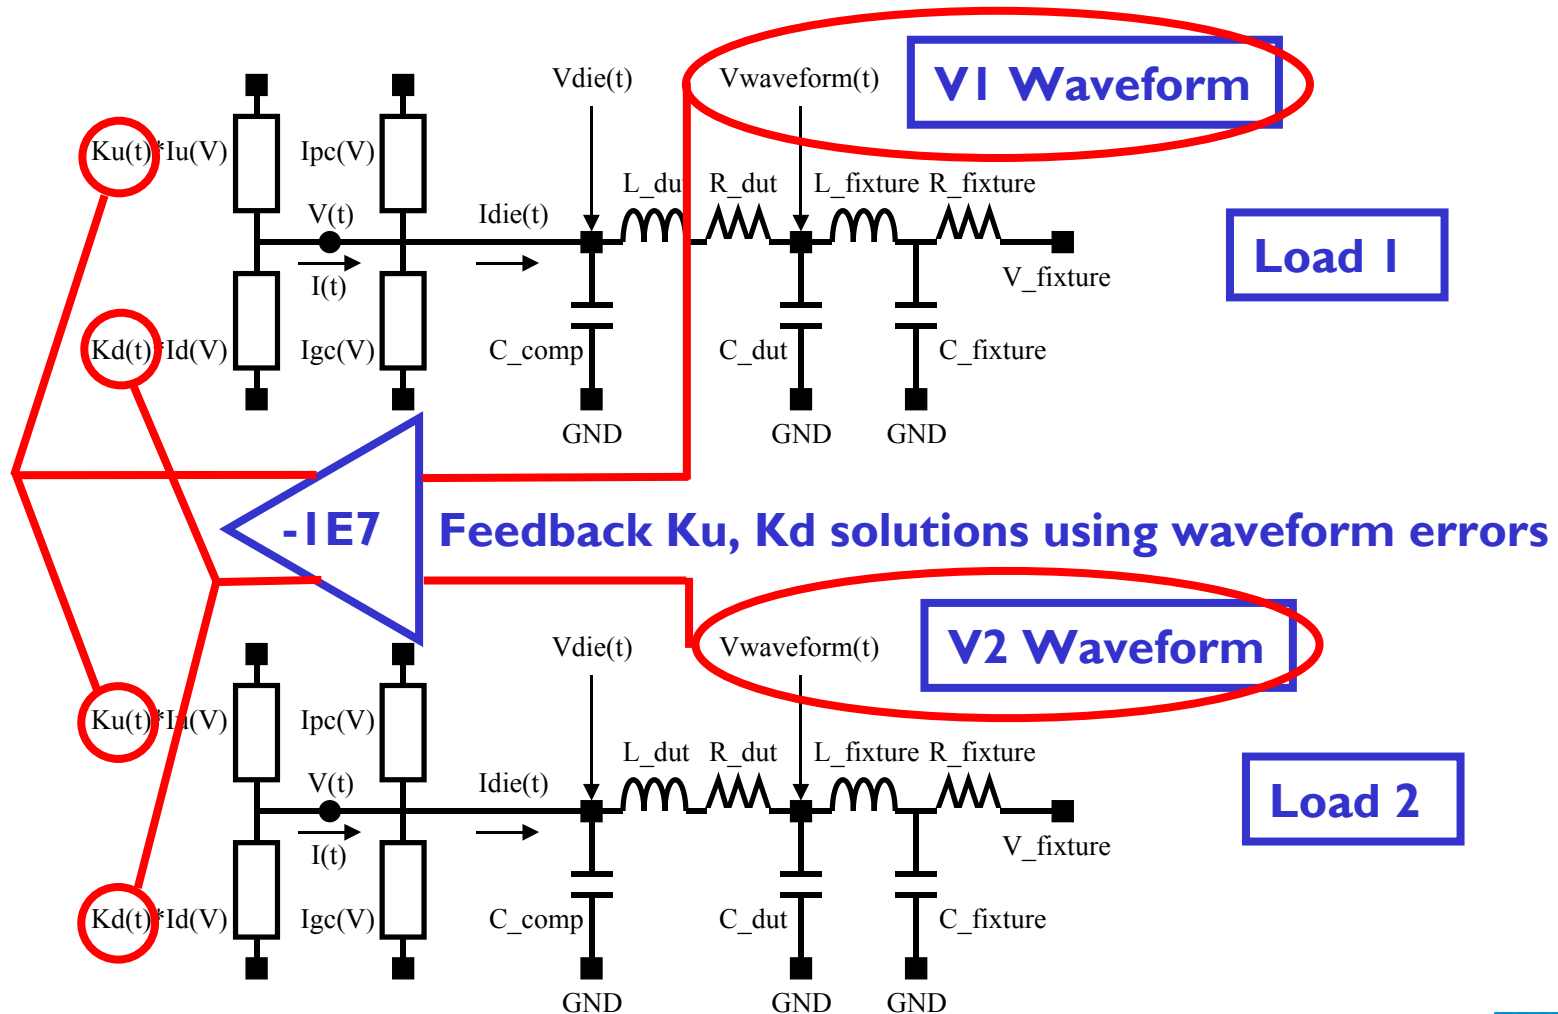 V1 Waveform
Vdie(t)
Vwaveform(t)
Ku(t)*Iu(V)
Ipc(V)
L_dut
R_dut
L_fixture
R_fixture
V(t)
Idie(t)
Load 1
V_fixture
I(t)
Kd(t)*Id(V)
Igc(V)
C_comp
C_dut
C_fixture
GND
GND
GND
-1E7
Feedback Ku, Kd solutions using waveform errors
V2 Waveform
Vdie(t)
Vwaveform(t)
Ku(t)*Iu(V)
Ipc(V)
L_dut
R_dut
L_fixture
R_fixture
V(t)
Idie(t)
Load 2
V_fixture
I(t)
Kd(t)*Id(V)
Igc(V)
C_comp
C_dut
C_fixture
GND
GND
GND